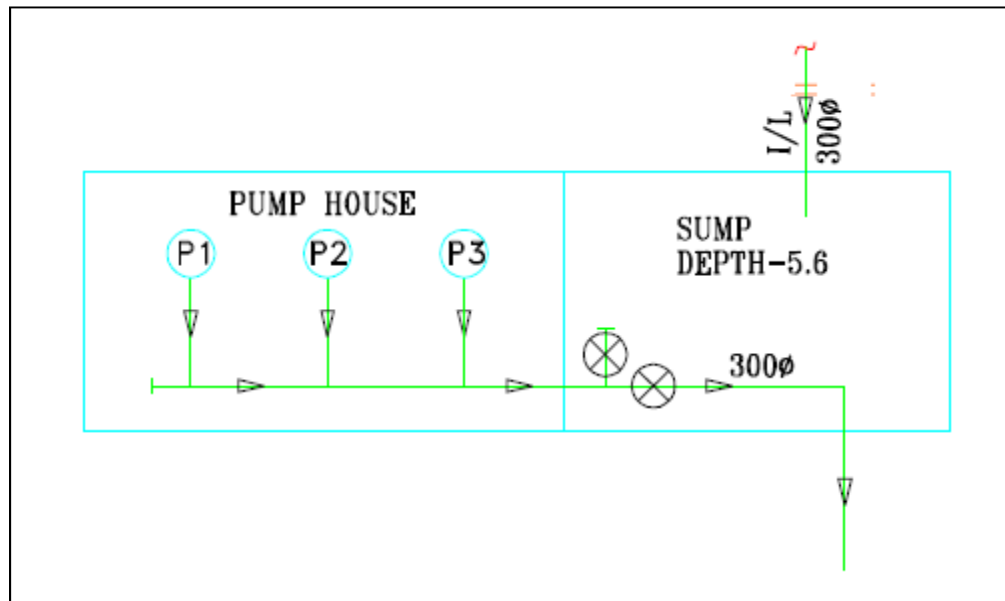 I/L
300ø
PUMP HOUSE
SUMP
DEPTH-5.6
P1
P2
P3
300ø